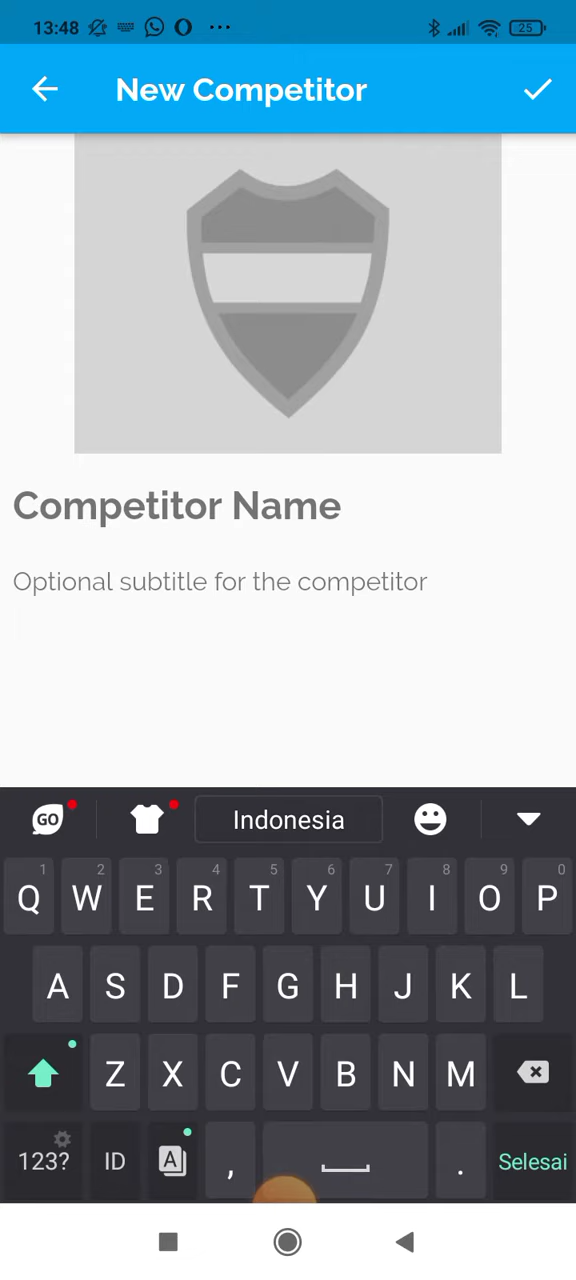 13:48
25
New Competitor
Competitor Name
Optional subtitle for the competitor
GO
Indonesia
1 2 3 4 5 6 7 8 9 0
Q W E R T Y U I O P
A S D F G H J K L
Z X C V B N M
123? ID A , . Selesai